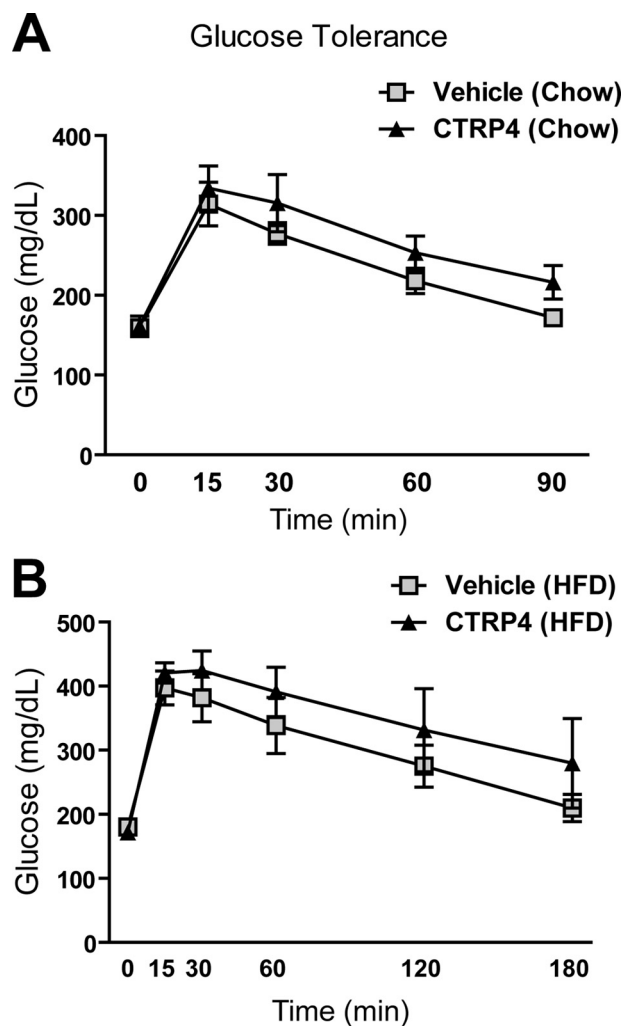 A
Glucose Tolerance
Vehicle (Chow)
CTRP4 (Chow)
400
300
200
100
0
Glucose (mg/dL)
0 15 30 60 90
Time (min)
B
Vehicle (HFD)
CTRP4 (HFD)
500
400
300
200
100
0
Glucose (mg/dL)
0 15 30 60 120 180
Time (min)